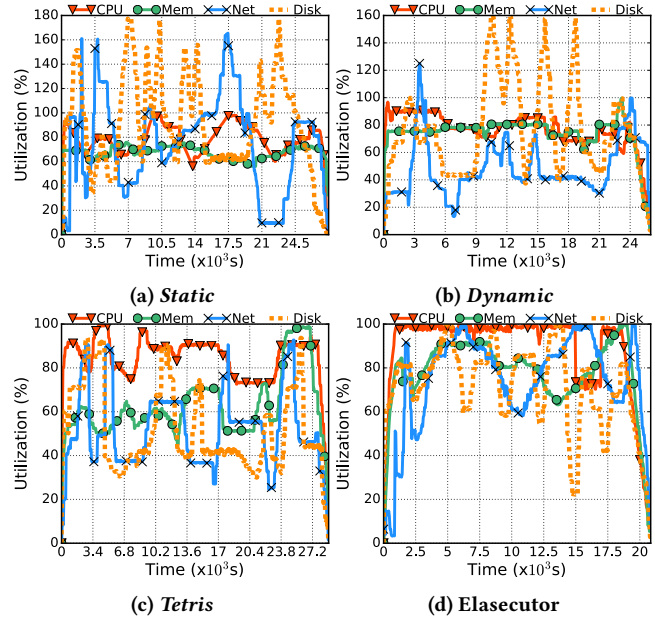 CPU Mem Net Disk
180
160
140
120
100
80
60
40
20
0
Utilization (%)
0 3.5 7 10.5 14 17.5 21 24.5
Time (x10³s)
(a) Static
CPU Mem Net Disk
160
140
120
100
80
60
40
20
0
Utilization (%)
0 3 6 9 12 15 18 21 24
Time (x10³s)
(b) Dynamic
CPU Mem Net Disk
100
80
60
40
20
0
Utilization (%)
0 3.4 6.8 10.2 13.6 17 20.4 23.8 27.2
Time (x10³s)
(c) Tetris
CPU Mem Net Disk
100
80
60
40
20
0
Utilization (%)
0 2.5 5 7.5 10 12.5 15 17.5 20
Time (x10³s)
(d) Elasecutor